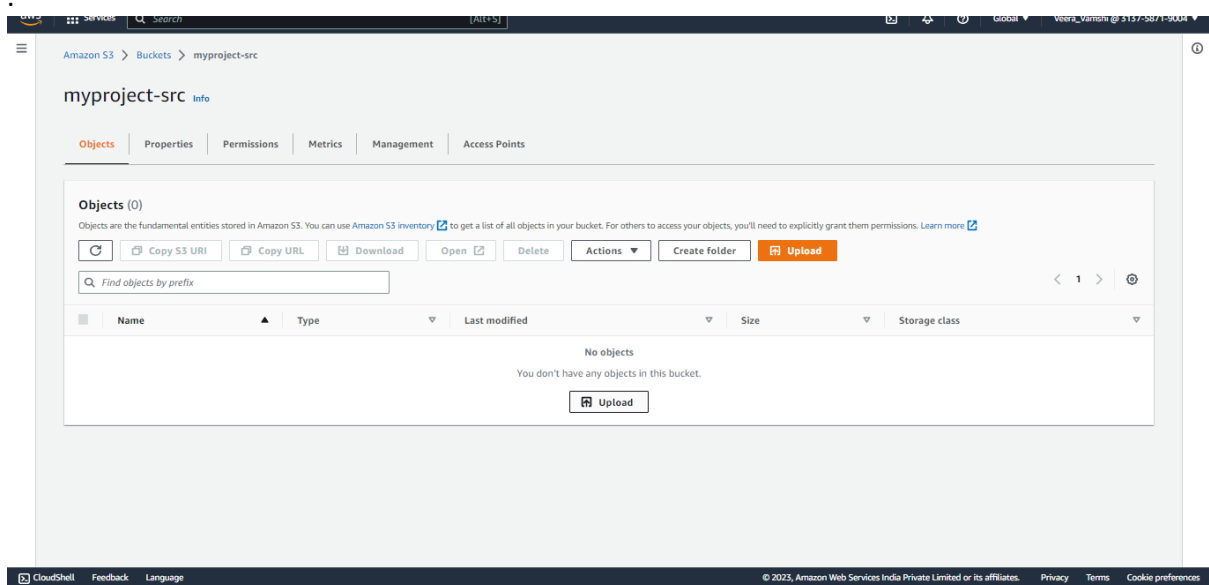 aws Services Search [Alt+S] Global Veera_Vamshi @ 3137-5871-9004
Amazon S3 > Buckets > myproject-src
myproject-src Info
Objects Properties Permissions Metrics Management Access Points
Objects (0)
Objects are the fundamental entities stored in Amazon S3. You can use Amazon S3 inventory to get a list of all objects in your bucket. For others to access your objects, you'll need to explicitly grant them permissions. Learn more
Copy S3 URI Copy URL Download Open Delete Actions Create folder Upload
Find objects by prefix 1
Name Type Last modified Size Storage class
No objects
You don't have any objects in this bucket.
Upload
CloudShell Feedback Language © 2023, Amazon Web Services India Private Limited or its affiliates. Privacy Terms Cookie preferences